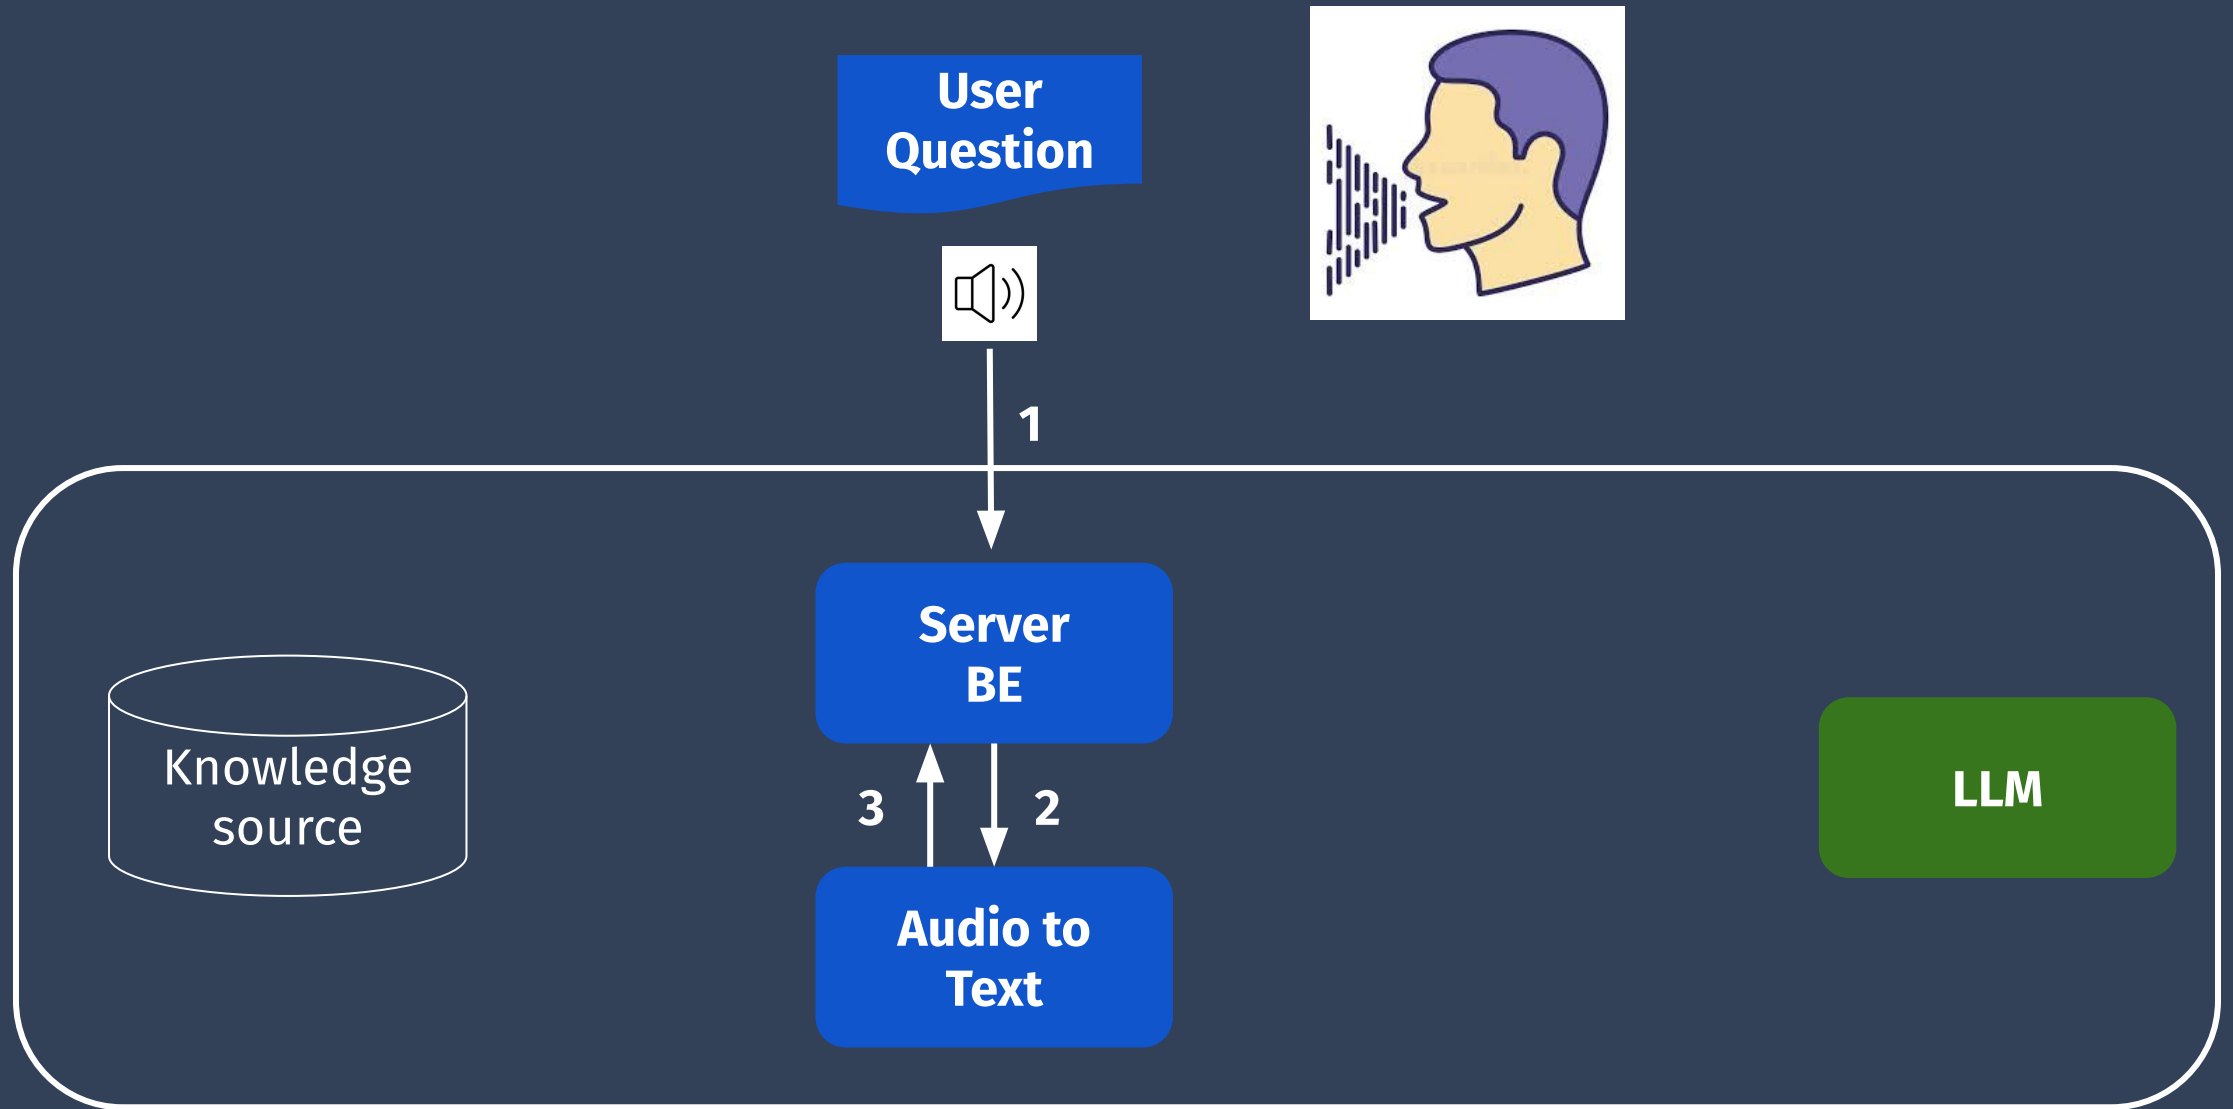 User
Question
1
Server
BE
Knowledge
source
3
2
LLM
Audio to
Text